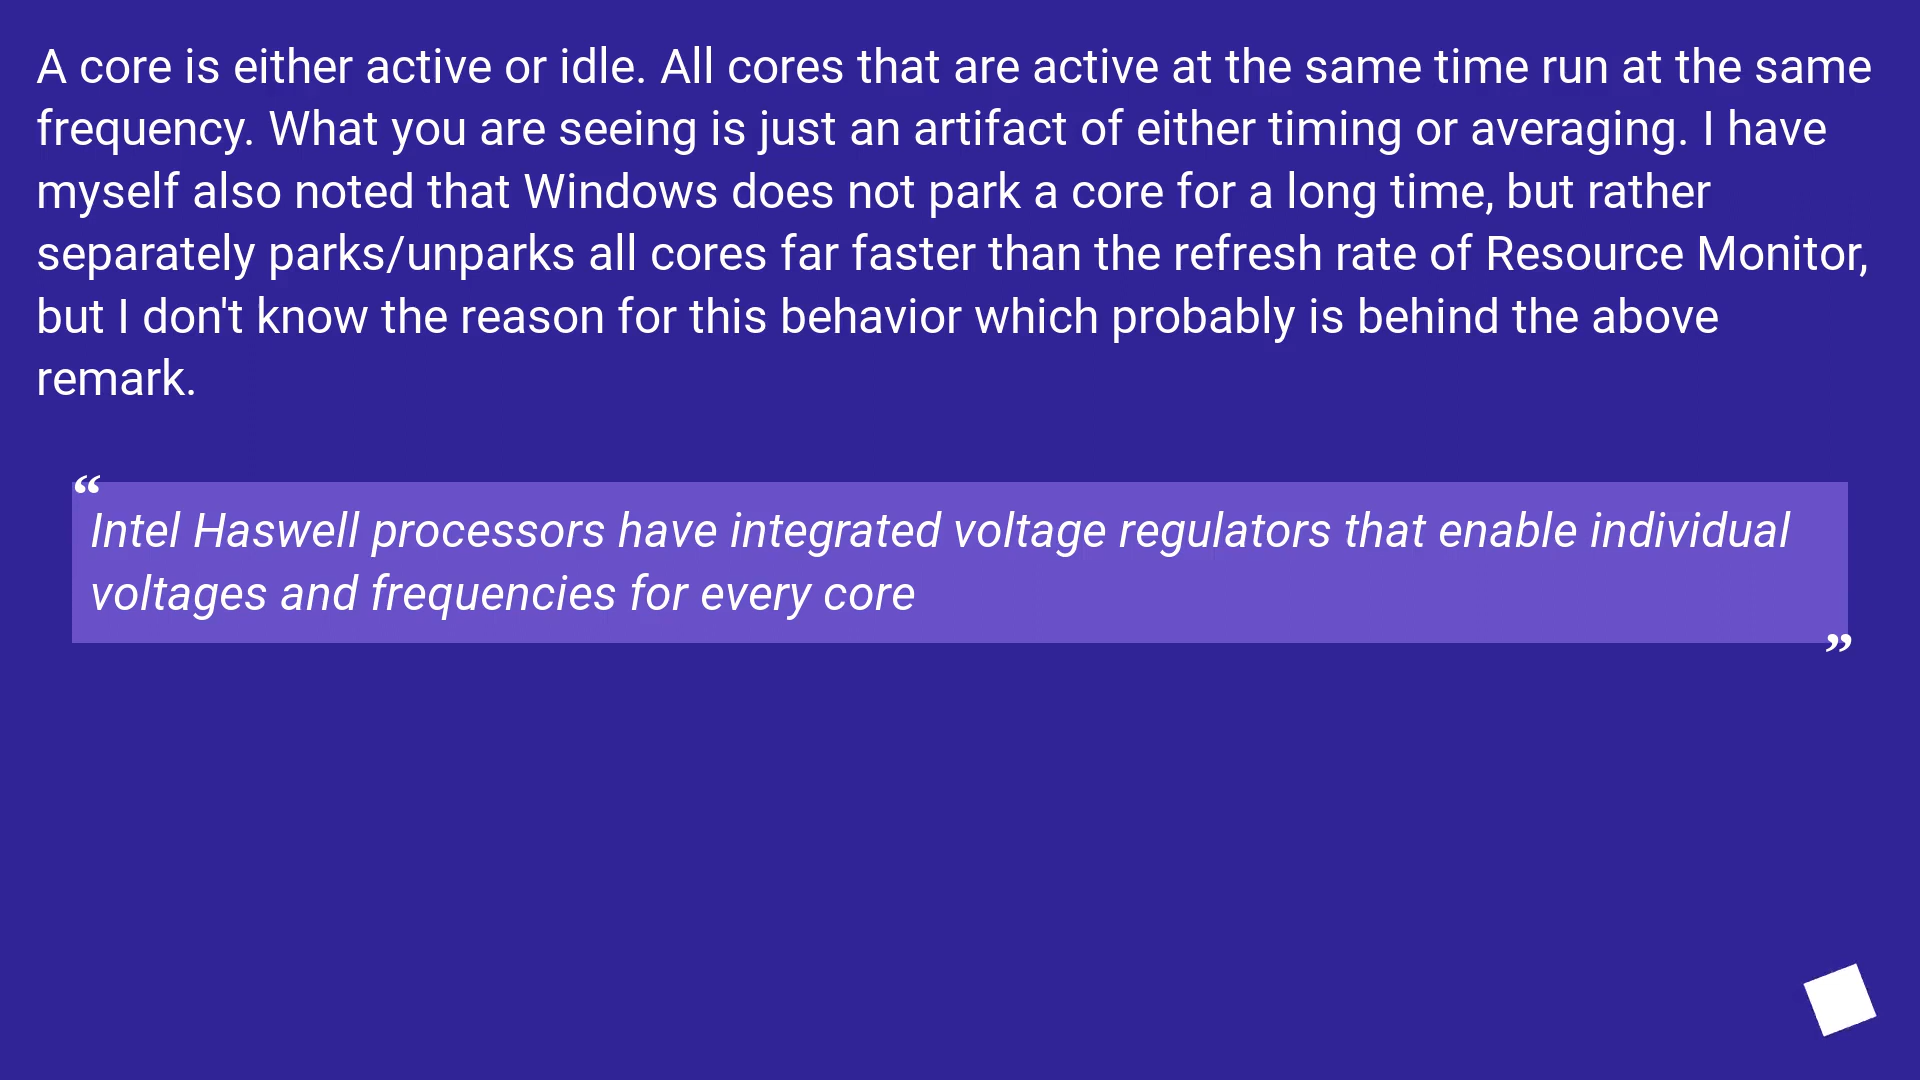 A core is either active or idle. All cores that are active at the same time run at the same
frequency. What you are seeing is just an artifact of either timing or averaging. I have
myself also noted that Windows does not park a core for a long time, but rather
separately parks/unparks all cores far faster than the refresh rate of Resource Monitor,
but I don't know the reason for this behavior which probably is behind the above
remark.
“
Intel Haswell processors have integrated voltage regulators that enable individual
voltages and frequencies for every core
”